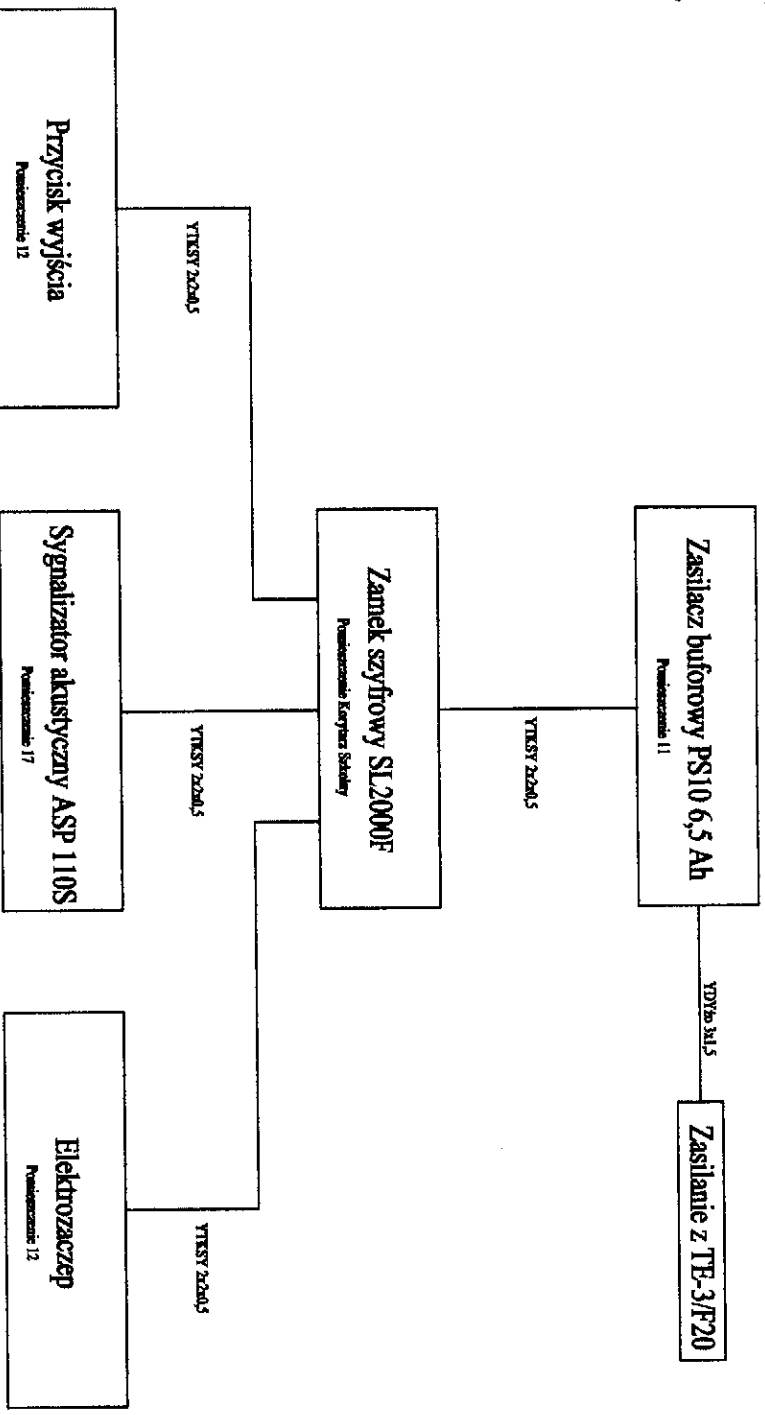 Zasilacz buforowy PS10 6,5 Ah
Pomieszczenie 11
YDYżo 3x1,5
Zasilanie z TE-3/F20
YTKSY 2x2x0,5
Zamek szyfrowy SL2000F
Pomieszczenie Korytarz Szkolny
YTKSY 2x2x0,5
YTKSY 2x2x0,5
YTKSY 2x2x0,5
Przycisk wyjścia
Pomieszczenie 12
Sygnalizator akustyczny ASP 110S
Pomieszczenie 17
Elektrozaczep
Pomieszczenie 12